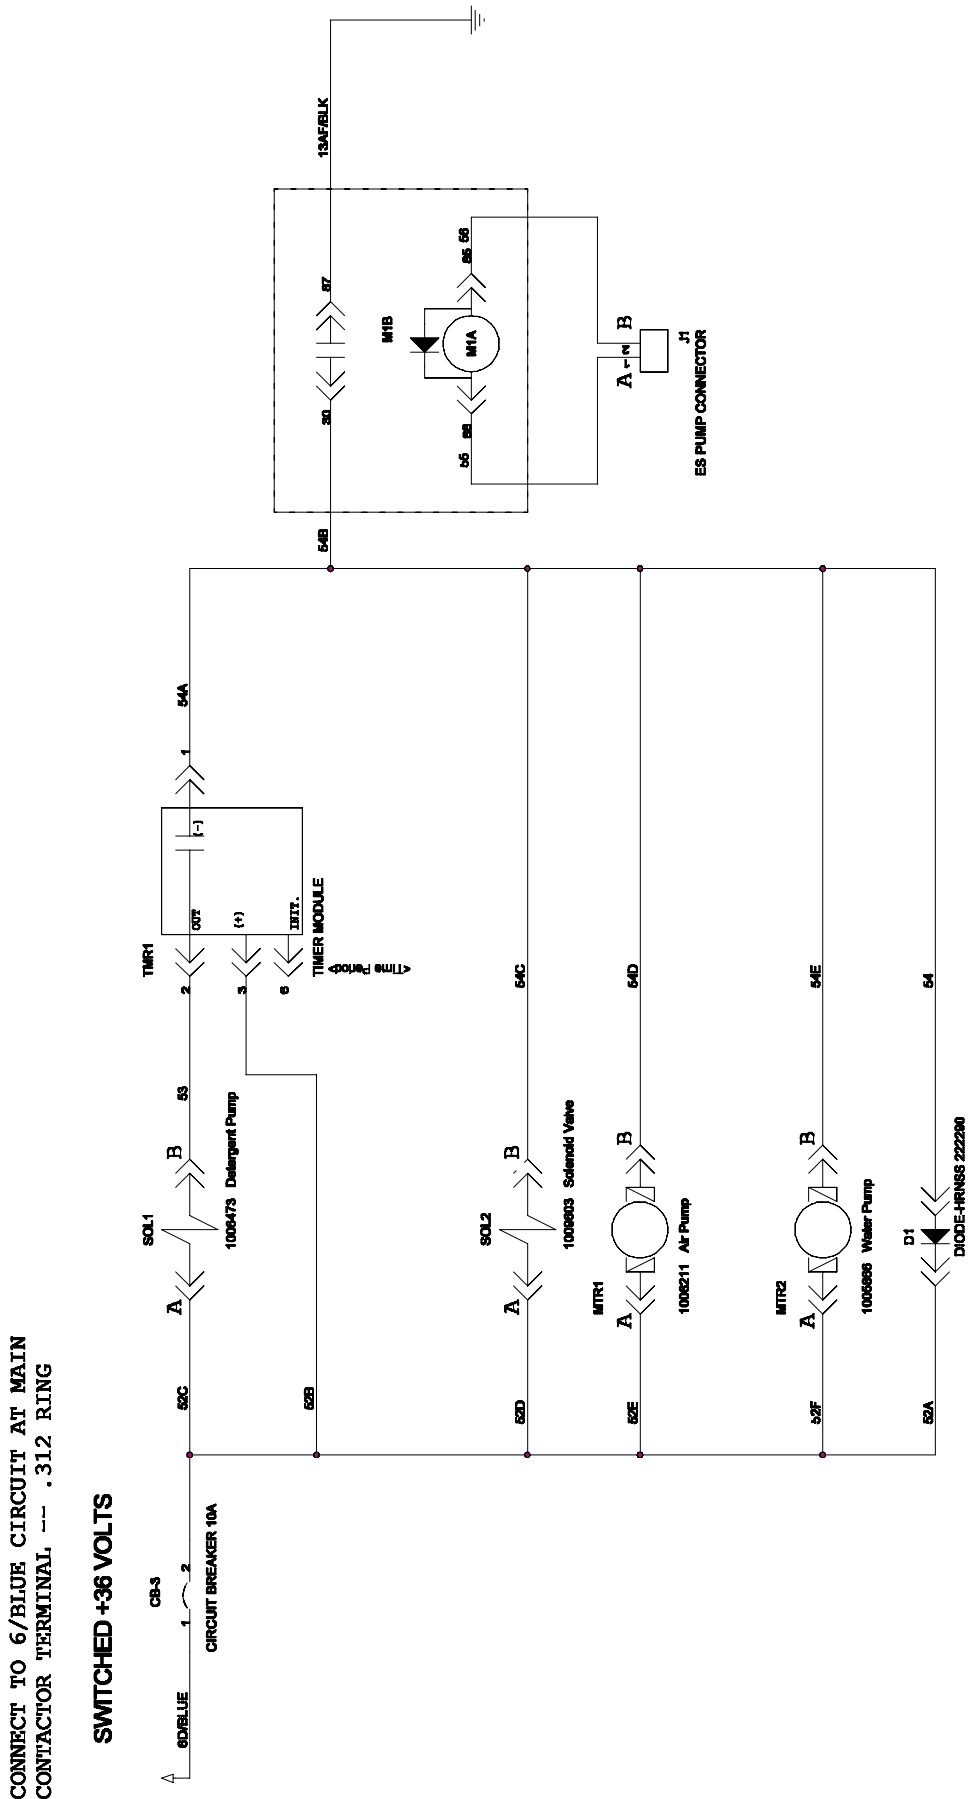 CONNECT TO 6/BLUE CIRCUIT AT MAIN
CONTACTOR TERMINAL -- .312 RING
SWITCHED +36 VOLTS
6D/BLUE
CB-3
1
2
CIRCUIT BREAKER 10A
52C
A
SOL1
B
1006473 Detergent Pump
53
2
TMR1
OUT
(-)
1
54A
52B
3
(+)
6
INIT.
TIMER MODULE
<Time Period>
54B
30
87
13AF/BLK
M1B
M1A
55
86
85
56
A
1
2
B
J1
ES PUMP CONNECTOR
52D
A
SOL2
B
1009603 Solenoid Valve
54C
52E
A
MTR1
B
1006211 Air Pump
54D
52F
A
MTR2
B
1005866 Water Pump
54E
52A
D1
DIODE-HRNSS 222290
54